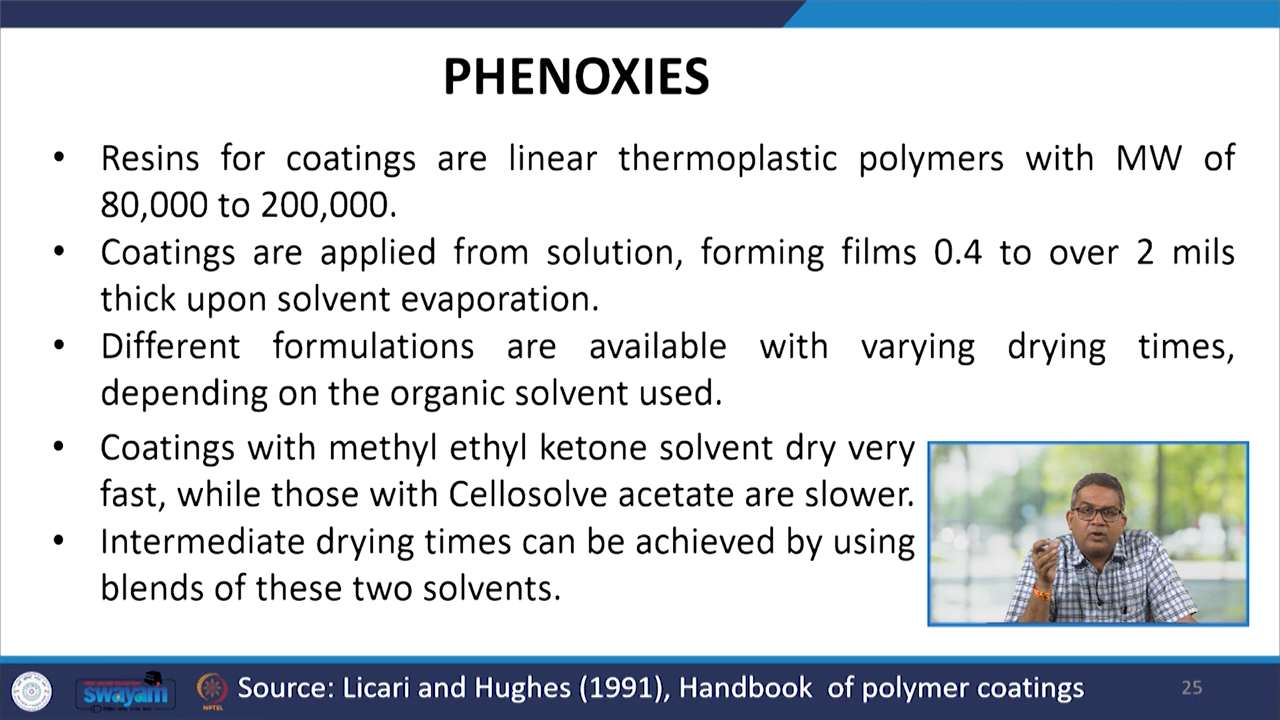 PHENOXIES
• Resins for coatings are linear thermoplastic polymers with MW of
80,000 to 200,000.
• Coatings are applied from solution, forming films 0.4 to over 2 mils
thick upon solvent evaporation.
• Different formulations are available with varying drying times,
depending on the organic solvent used.
• Coatings with methyl ethyl ketone solvent dry very
fast, while those with Cellosolve acetate are slower.
• Intermediate drying times can be achieved by using
blends of these two solvents.
swayam
NPTEL
Source: Licari and Hughes (1991), Handbook of polymer coatings
25